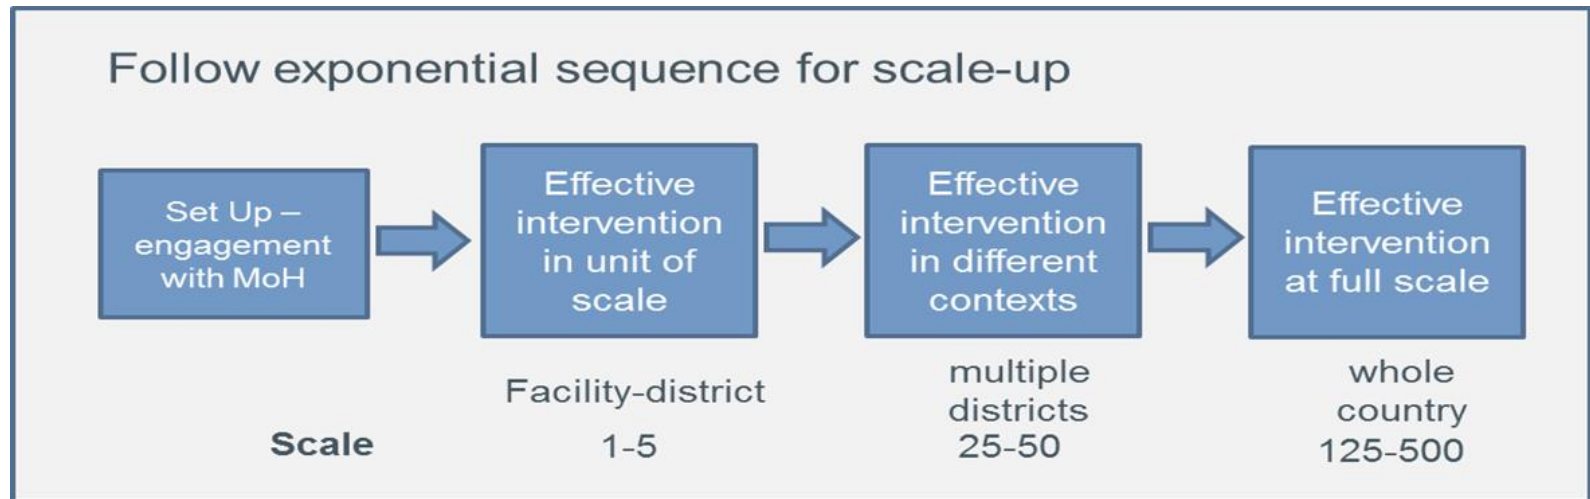 Follow exponential sequence for scale-up
Set Up –
engagement
with MoH
Effective
intervention
in unit of
scale
Effective
intervention
in different
contexts
Effective
intervention
at full scale
Facility-district
multiple
districts
whole
country
Scale
1-5
25-50
125-500